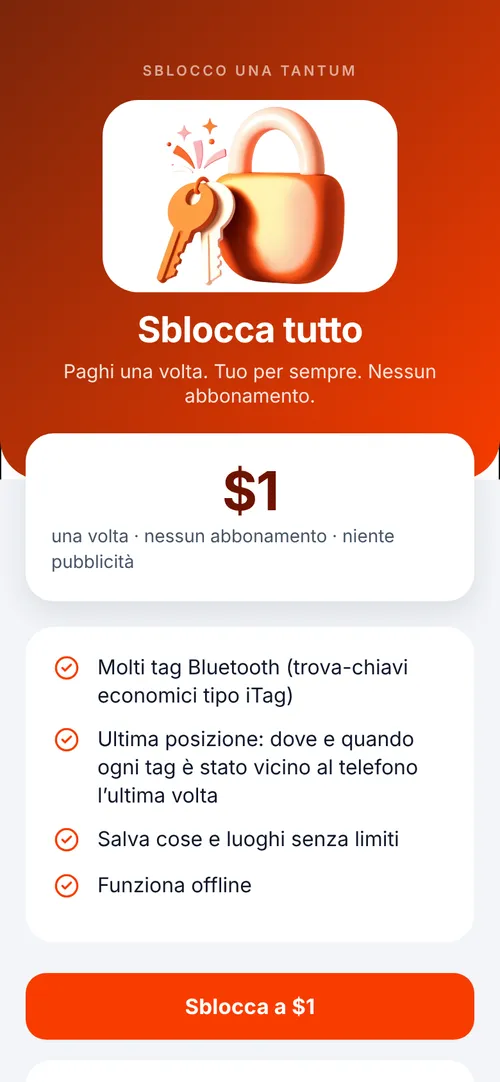 SBLOCCO UNA TANTUM
Sblocca tutto
Paghi una volta. Tuo per sempre. Nessun
abbonamento.
$1
una volta · nessun abbonamento · niente
pubblicità
Molti tag Bluetooth (trova-chiavi
economici tipo iTag)
Ultima posizione: dove e quando
ogni tag è stato vicino al telefono
l’ultima volta
Salva cose e luoghi senza limiti
Funziona offline
Sblocca a $1